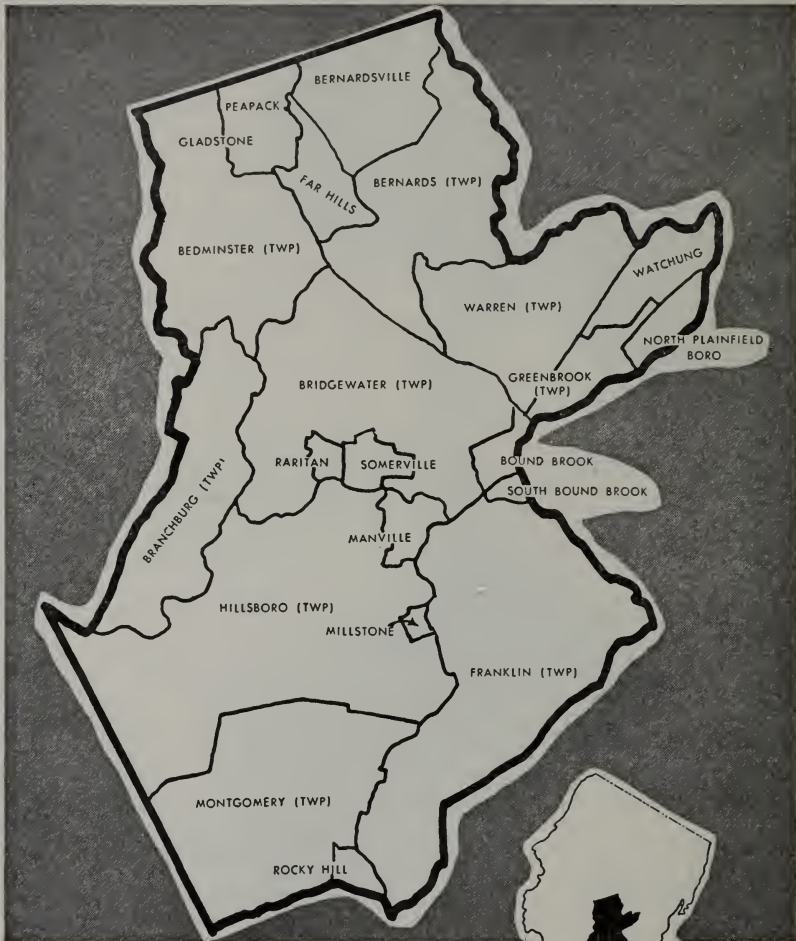 BERNARDSVILLE
PEAPACK
GLADSTONE
FAR HILLS
BERNARDS (TWP)
BEDMINSTER (TWP)
WATCHUNG
WARREN (TWP)
NORTH PLAINFIELD
BORO
GREENBROOK
(TWP)
BRIDGEWATER (TWP)
RARITAN
SOMERVILLE
BOUND BROOK
SOUTH BOUND BROOK
BRANCHBURG (TWP)
MANVILLE
HILLSBORO (TWP)
MILLSTONE
FRANKLIN (TWP)
MONTGOMERY (TWP)
ROCKY HILL